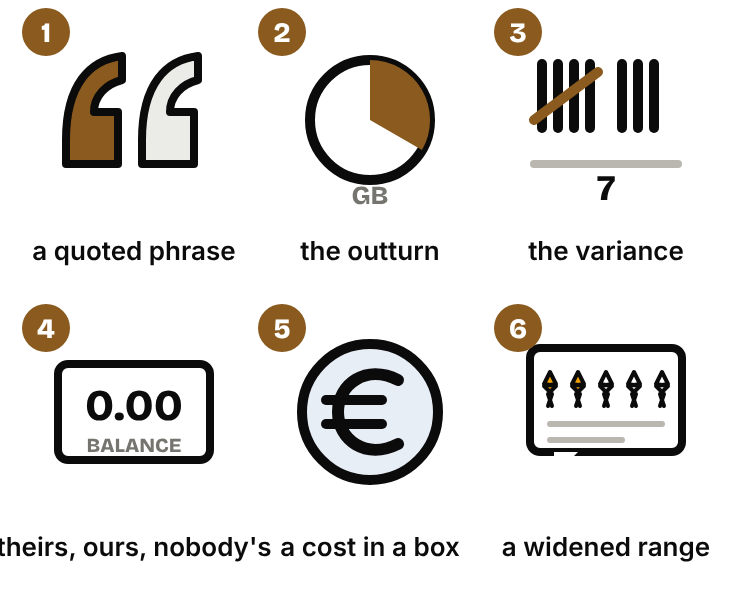 1
2
3
GB
7
a quoted phrase
the outturn
the variance
4
5
6
0.00
BALANCE
€
theirs, ours, nobody's
a cost in a box
a widened range